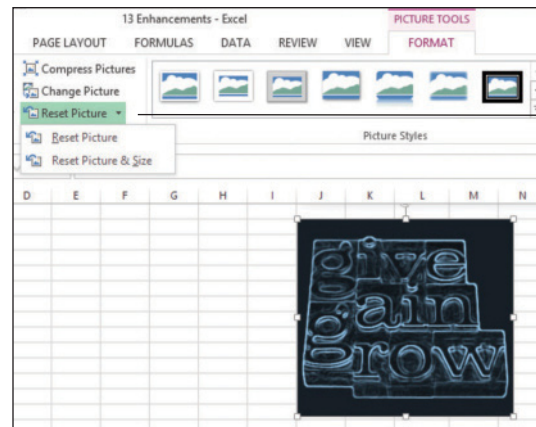 13 Enhancements - Excel
PICTURE TOOLS
PAGE LAYOUT FORMULAS DATA REVIEW VIEW FORMAT
Compress Pictures
Change Picture
Reset Picture
Reset Picture
Reset Picture & Size
Picture Styles
D E F G H I J K L M N
give
gain
grow